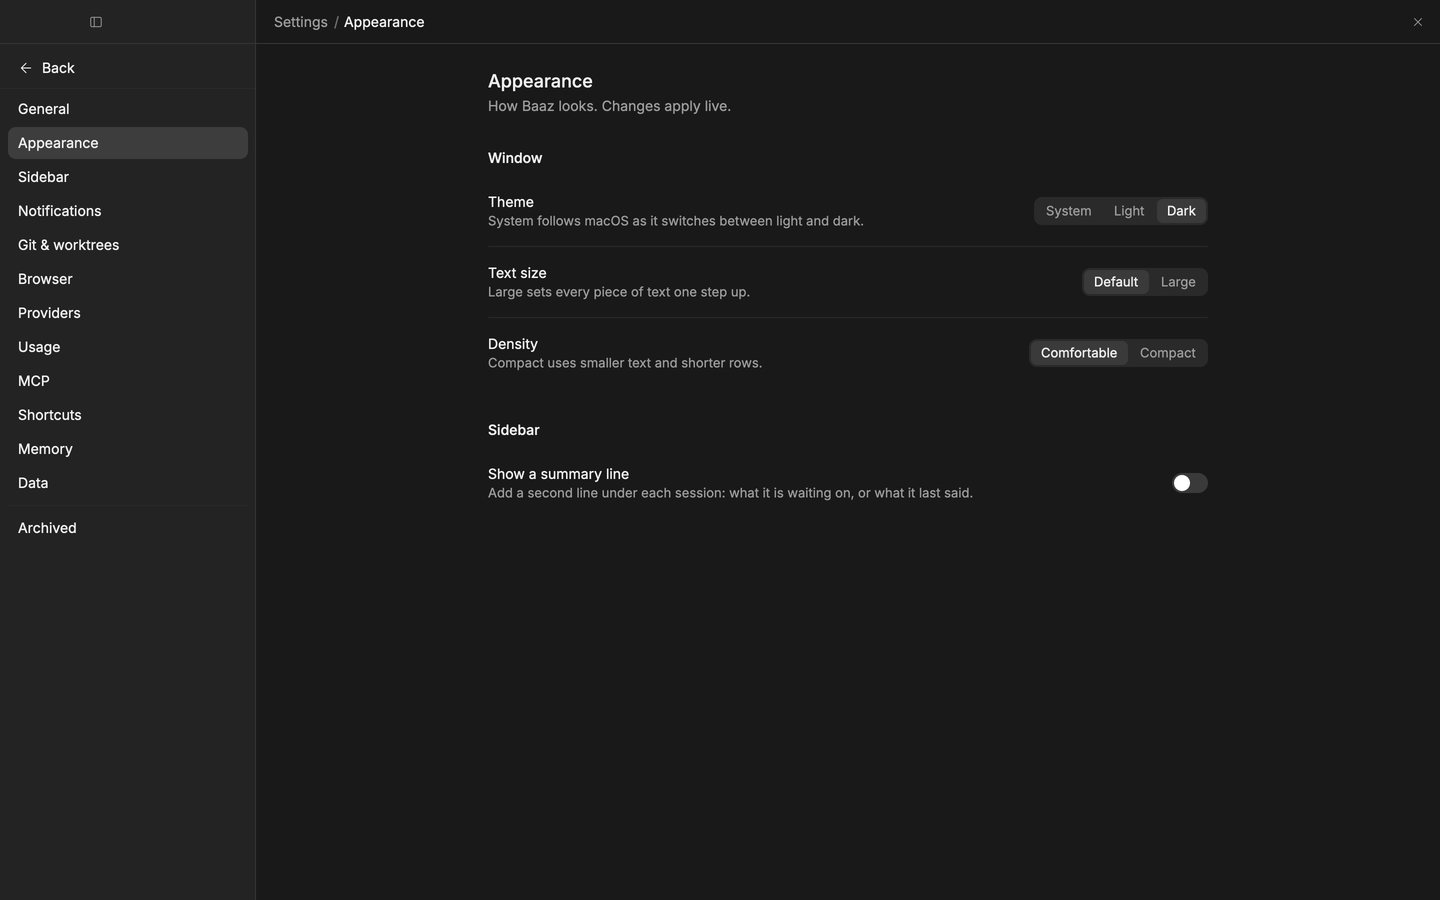 Settings / Appearance
Back
General
Appearance
Sidebar
Notifications
Git & worktrees
Browser
Providers
Usage
MCP
Shortcuts
Memory
Data
Archived
Appearance
How Baaz looks. Changes apply live.
Window
Theme
System follows macOS as it switches between light and dark.
System Light Dark
Text size
Large sets every piece of text one step up.
Default Large
Density
Compact uses smaller text and shorter rows.
Comfortable Compact
Sidebar
Show a summary line
Add a second line under each session: what it is waiting on, or what it last said.